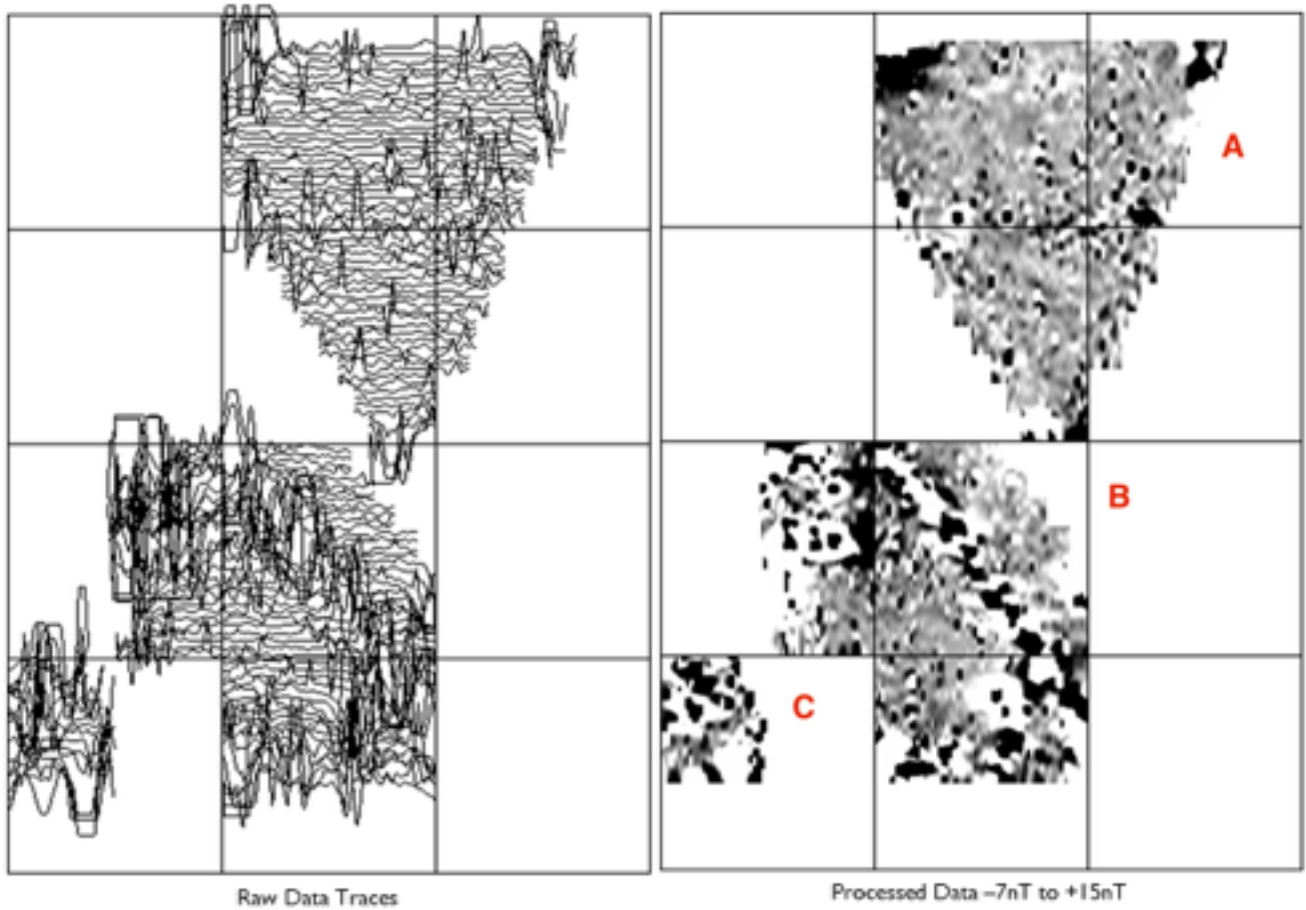 A
B
C
Raw Data Traces
Processed Data –7nT to +15nT